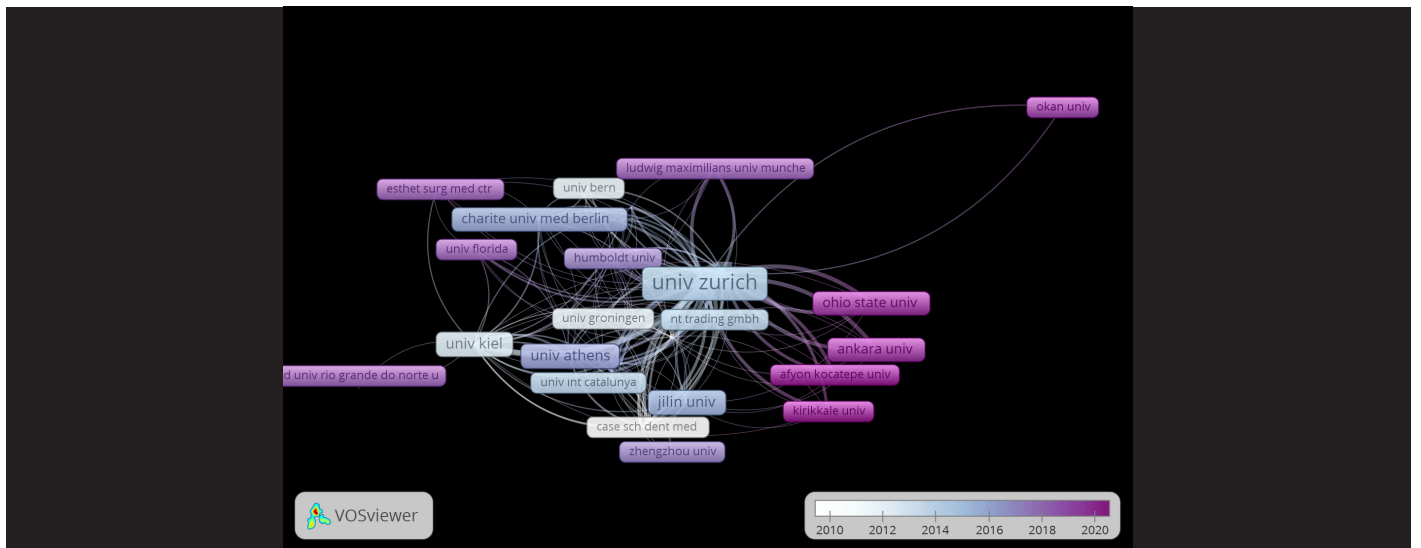 okan univ
ludwig maximilians univ munche
esthet surg med ctr
univ bern
charite univ med berlin
univ florida
humboldt univ
univ zurich
ohio state univ
univ groningen
nt trading gmbh
univ kiel
ankara univ
univ athens
d univ rio grande do norte u
afyon kocatepe univ
univ ınt catalunya
jilin univ
kirikkale univ
case sch dent med
zhengzhou univ
VOSviewer
2010 2012 2014 2016 2018 2020